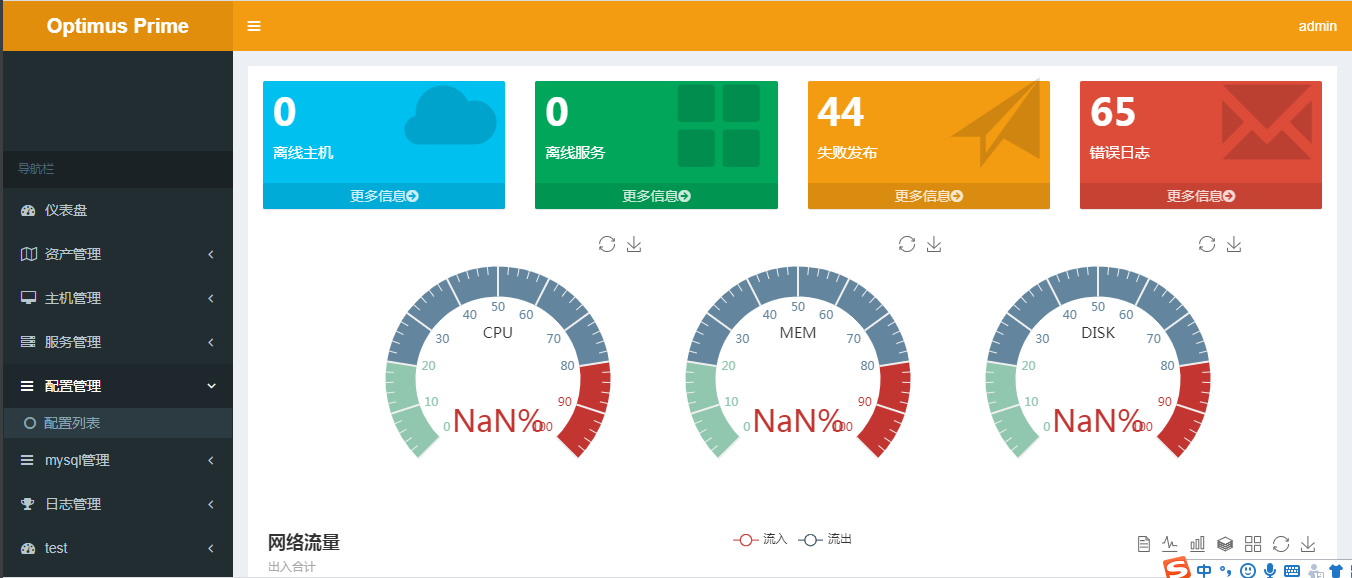 Optimus Prime
admin
导航栏
仪表盘
资产管理
主机管理
服务管理
配置管理
配置列表
mysql管理
日志管理
test
0
离线主机
更多信息
0
离线服务
更多信息
44
失败发布
更多信息
65
错误日志
更多信息
0
10
20
30
40
50
60
70
80
90
100
CPU
NaN%
0
10
20
30
40
50
60
70
80
90
100
MEM
NaN%
0
10
20
30
40
50
60
70
80
90
100
DISK
NaN%
网络流量
出入合计
流入 流出
S 中